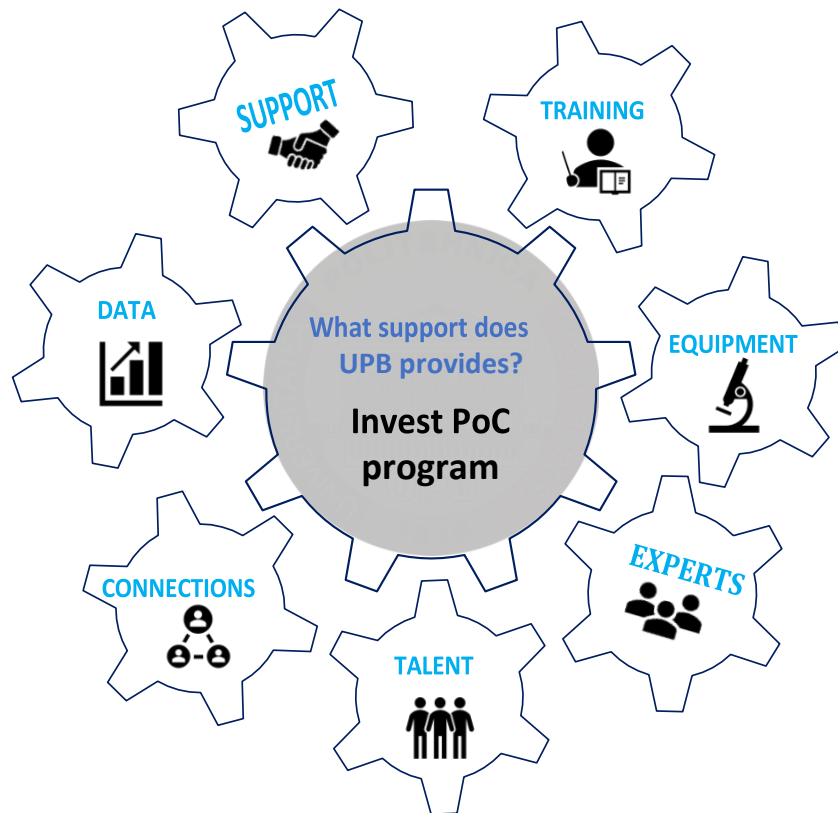 SUPPORT
TRAINING
DATA
What support does
UPB provides?
EQUIPMENT
Invest PoC
program
CONNECTIONS
EXPERTS
TALENT